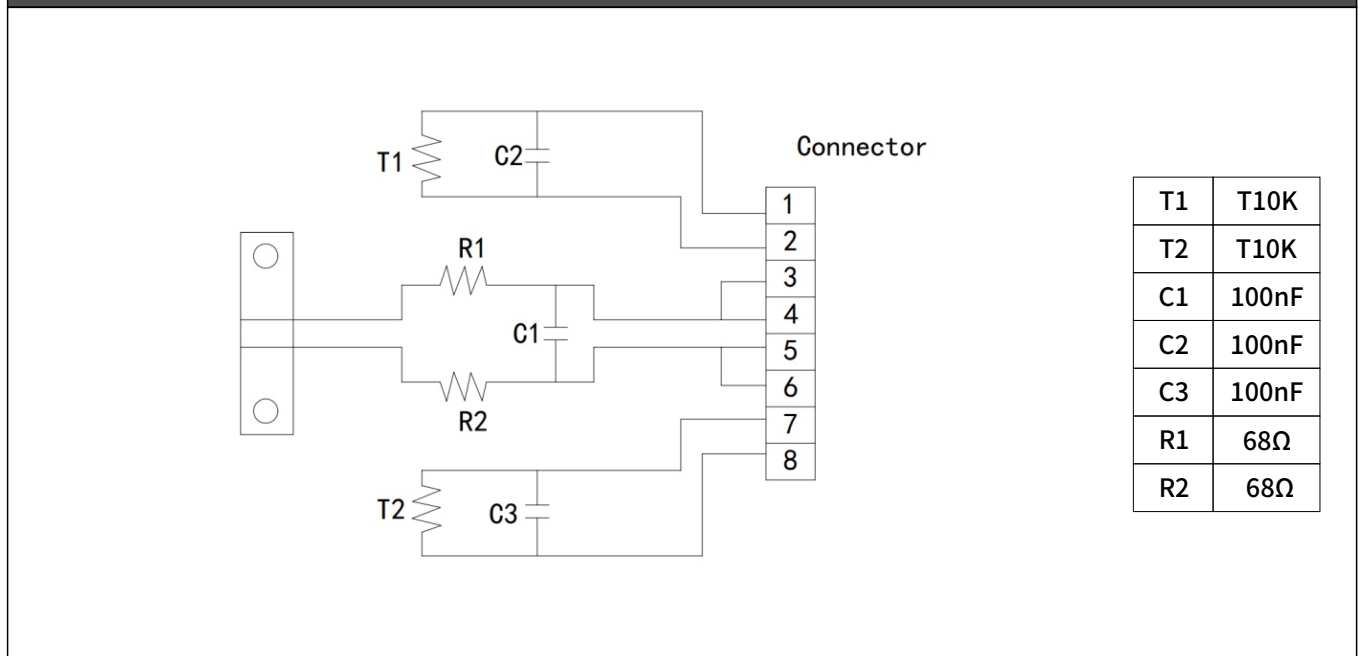 Connector
T1
C2
1
2
R1
3
4
C1
5
6
R2
7
8
T2
C3
T1 T10K
T2 T10K
C1 100nF
C2 100nF
C3 100nF
R1 68Ω
R2 68Ω